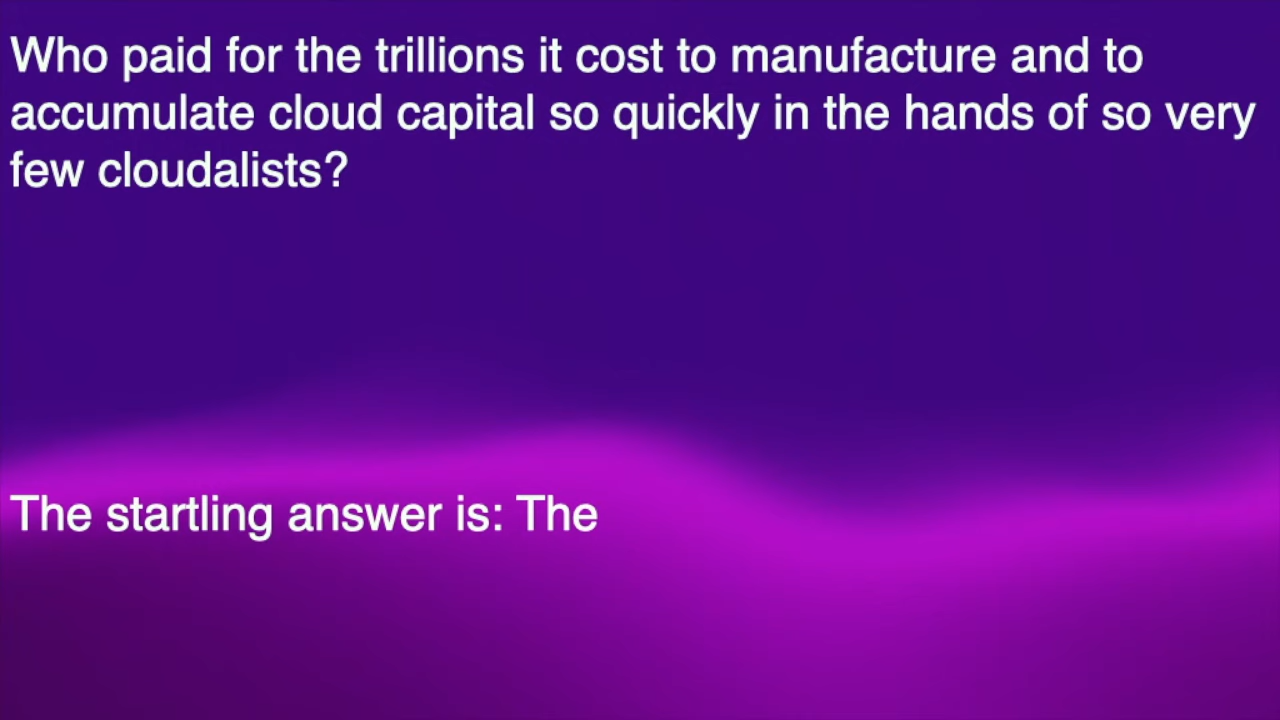 Who paid for the trillions it cost to manufacture and to
accumulate cloud capital so quickly in the hands of so very
few cloudalists?
The startling answer is: The